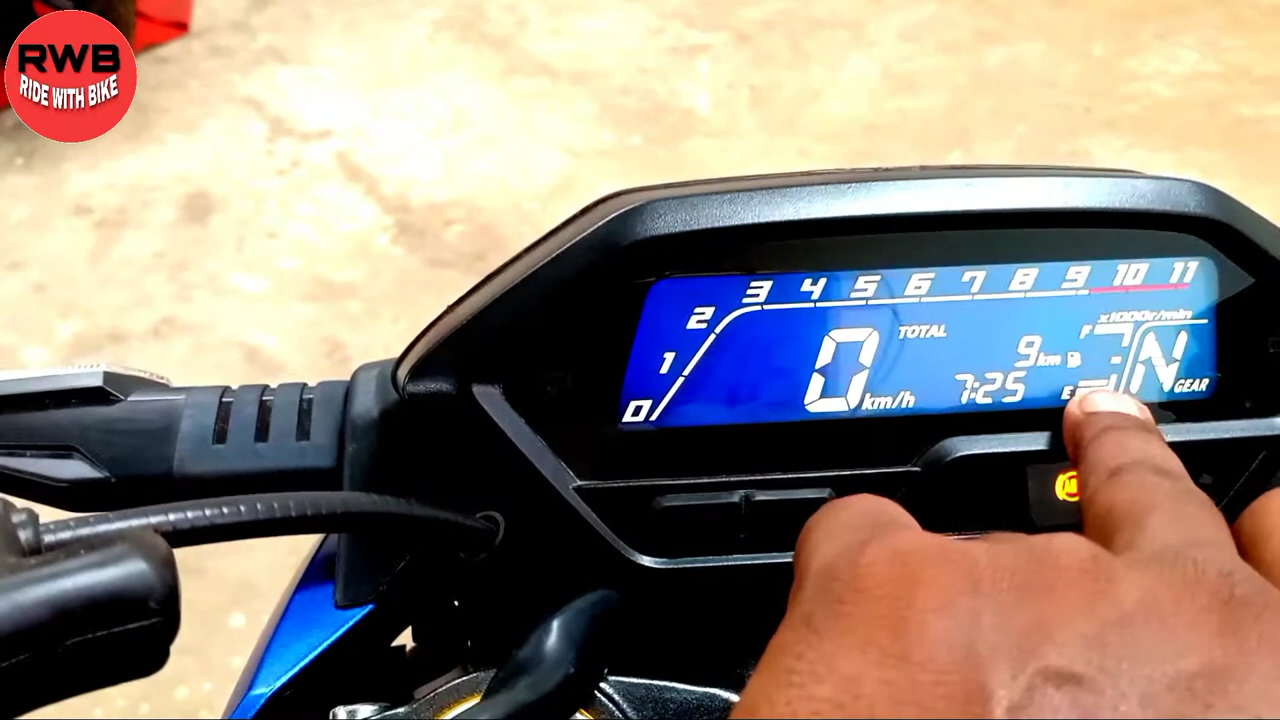 RWB
RIDE WITH BIKE
0 1 2 3 4 5 6 7 8 9 10 11
x1000r/min
0 km/h
TOTAL
9 km
7:25
F
E
N
GEAR